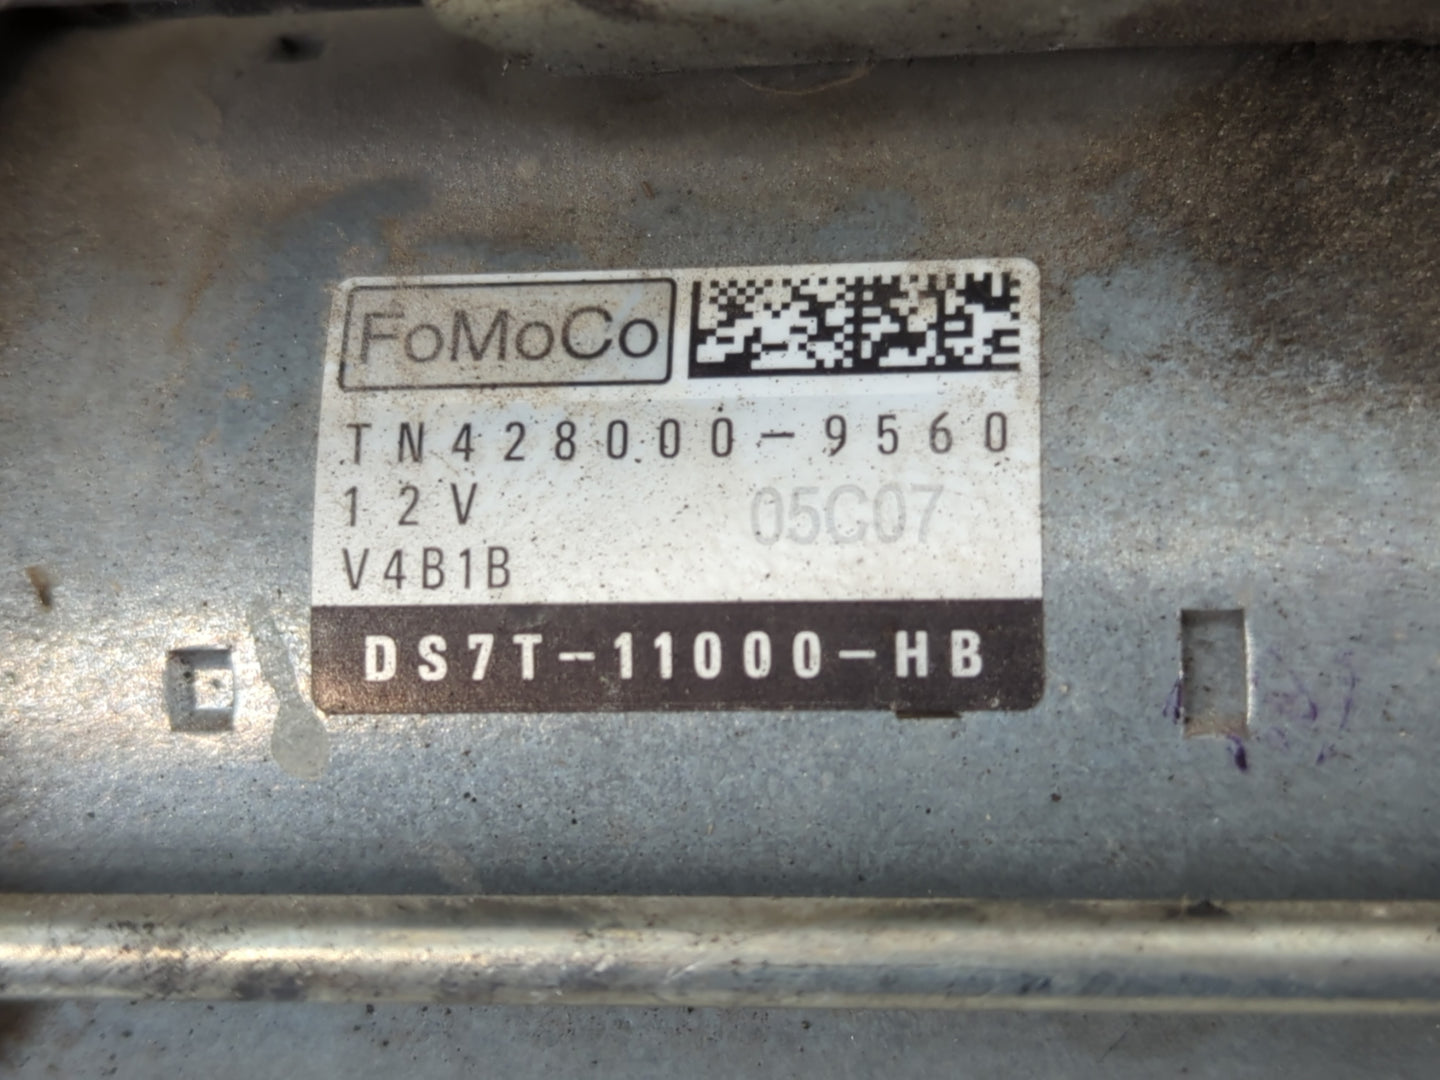 FoMoCo
TN428000-9560
12V 05C07
V4B1B
DS7T-11000-HB